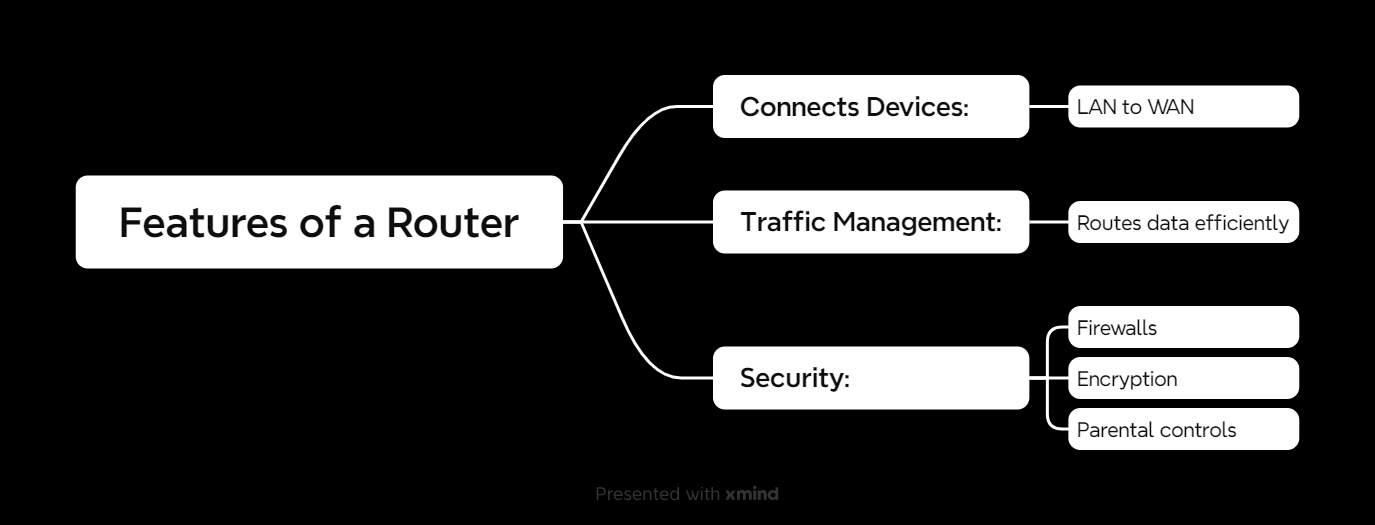 Features of a Router
Connects Devices:
LAN to WAN
Traffic Management:
Routes data efficiently
Security:
Firewalls
Encryption
Parental controls
Presented with xmind